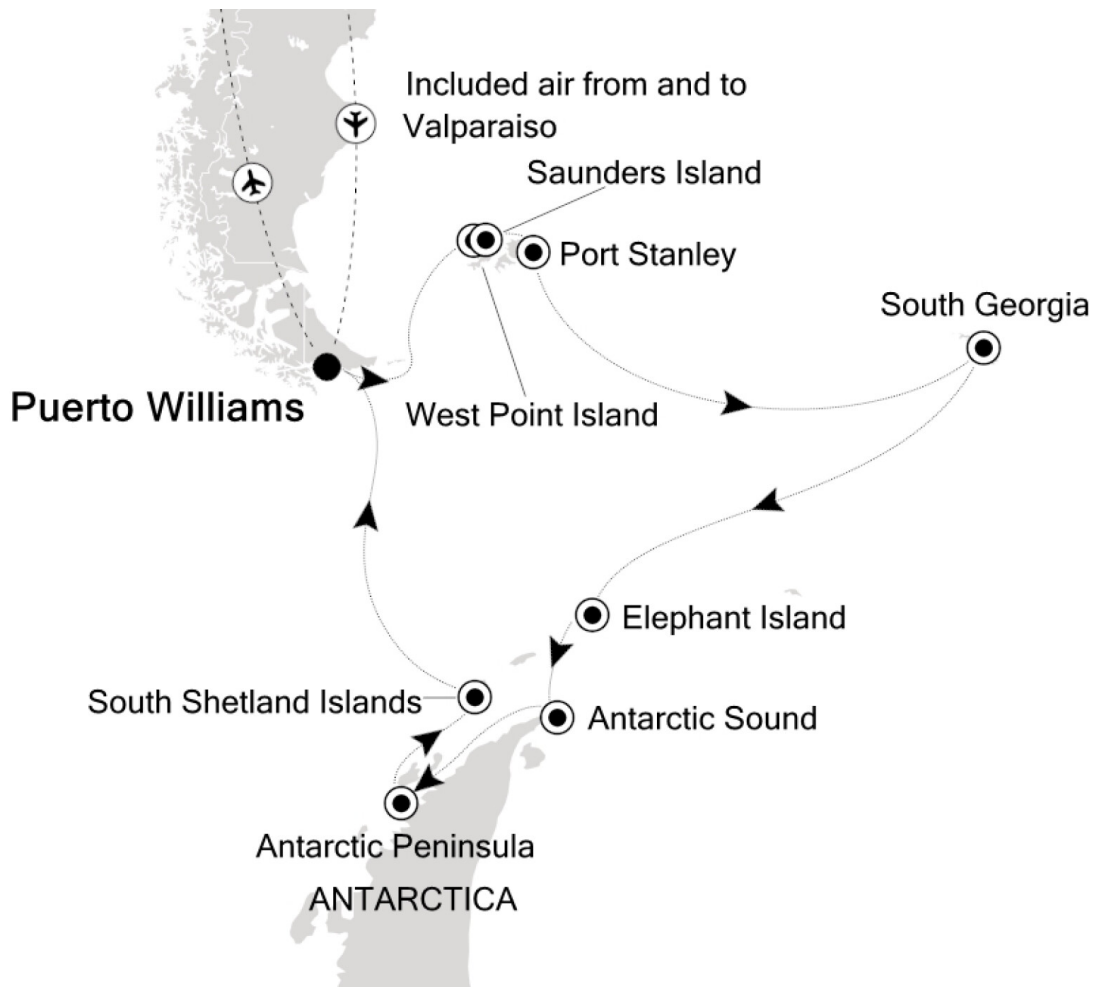 Included air from and to
Valparaiso
Saunders Island
Port Stanley
South Georgia
Puerto Williams
West Point Island
Elephant Island
South Shetland Islands
Antarctic Sound
Antarctic Peninsula
ANTARCTICA